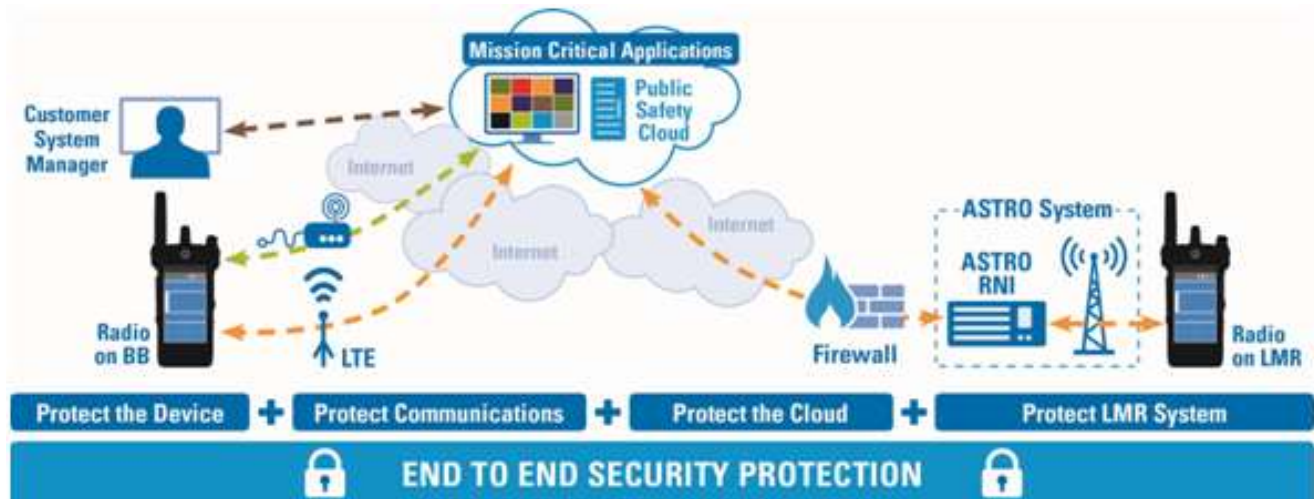 Mission Critical Applications
Public
Safety
Cloud
Customer
System
Manager
Internet
Internet
Internet
ASTRO System
ASTRO
RNI
Radio
on BB
LTE
Firewall
Radio
on LMR
Protect the Device + Protect Communications + Protect the Cloud + Protect LMR System
END TO END SECURITY PROTECTION